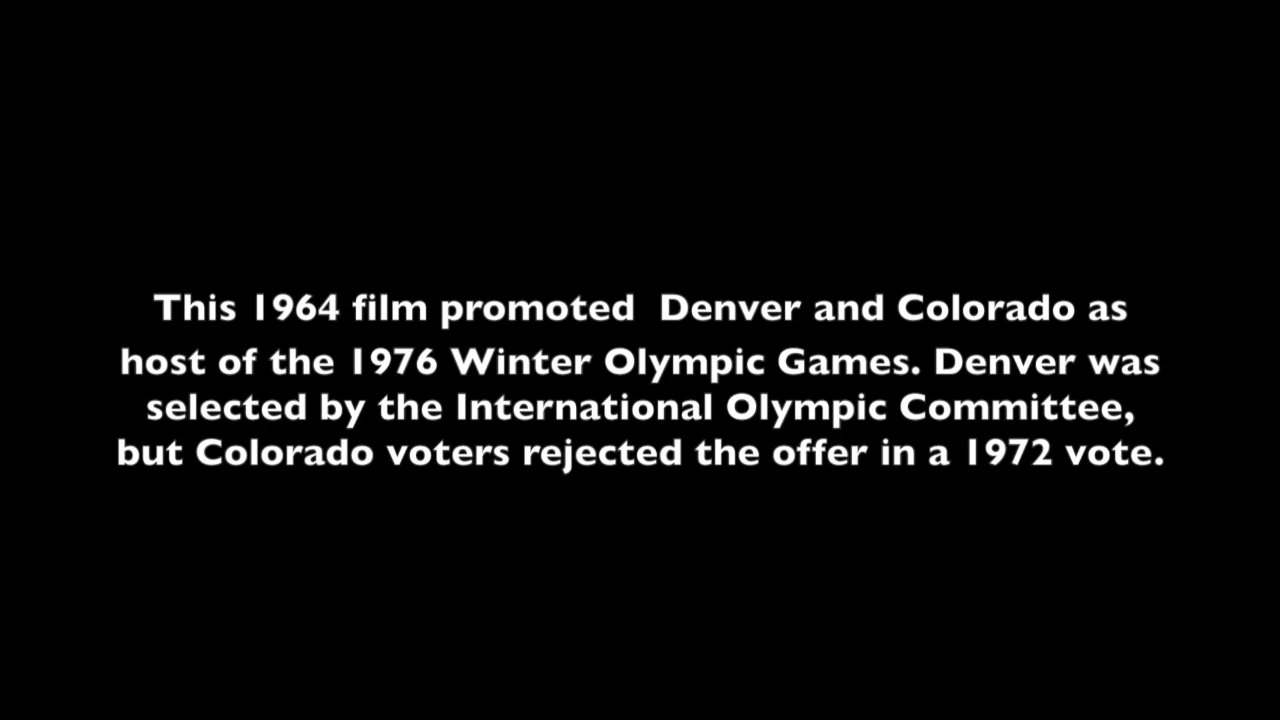 This 1964 film promoted  Denver and Colorado as
host of the 1976 Winter Olympic Games. Denver was
selected by the International Olympic Committee,
but Colorado voters rejected the offer in a 1972 vote.